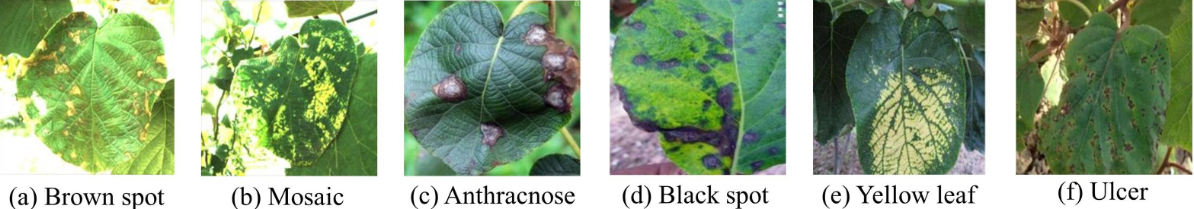 (a) Brown spot
(b) Mosaic
(c) Anthracnose
(d) Black spot
(e) Yellow leaf
(f) Ulcer